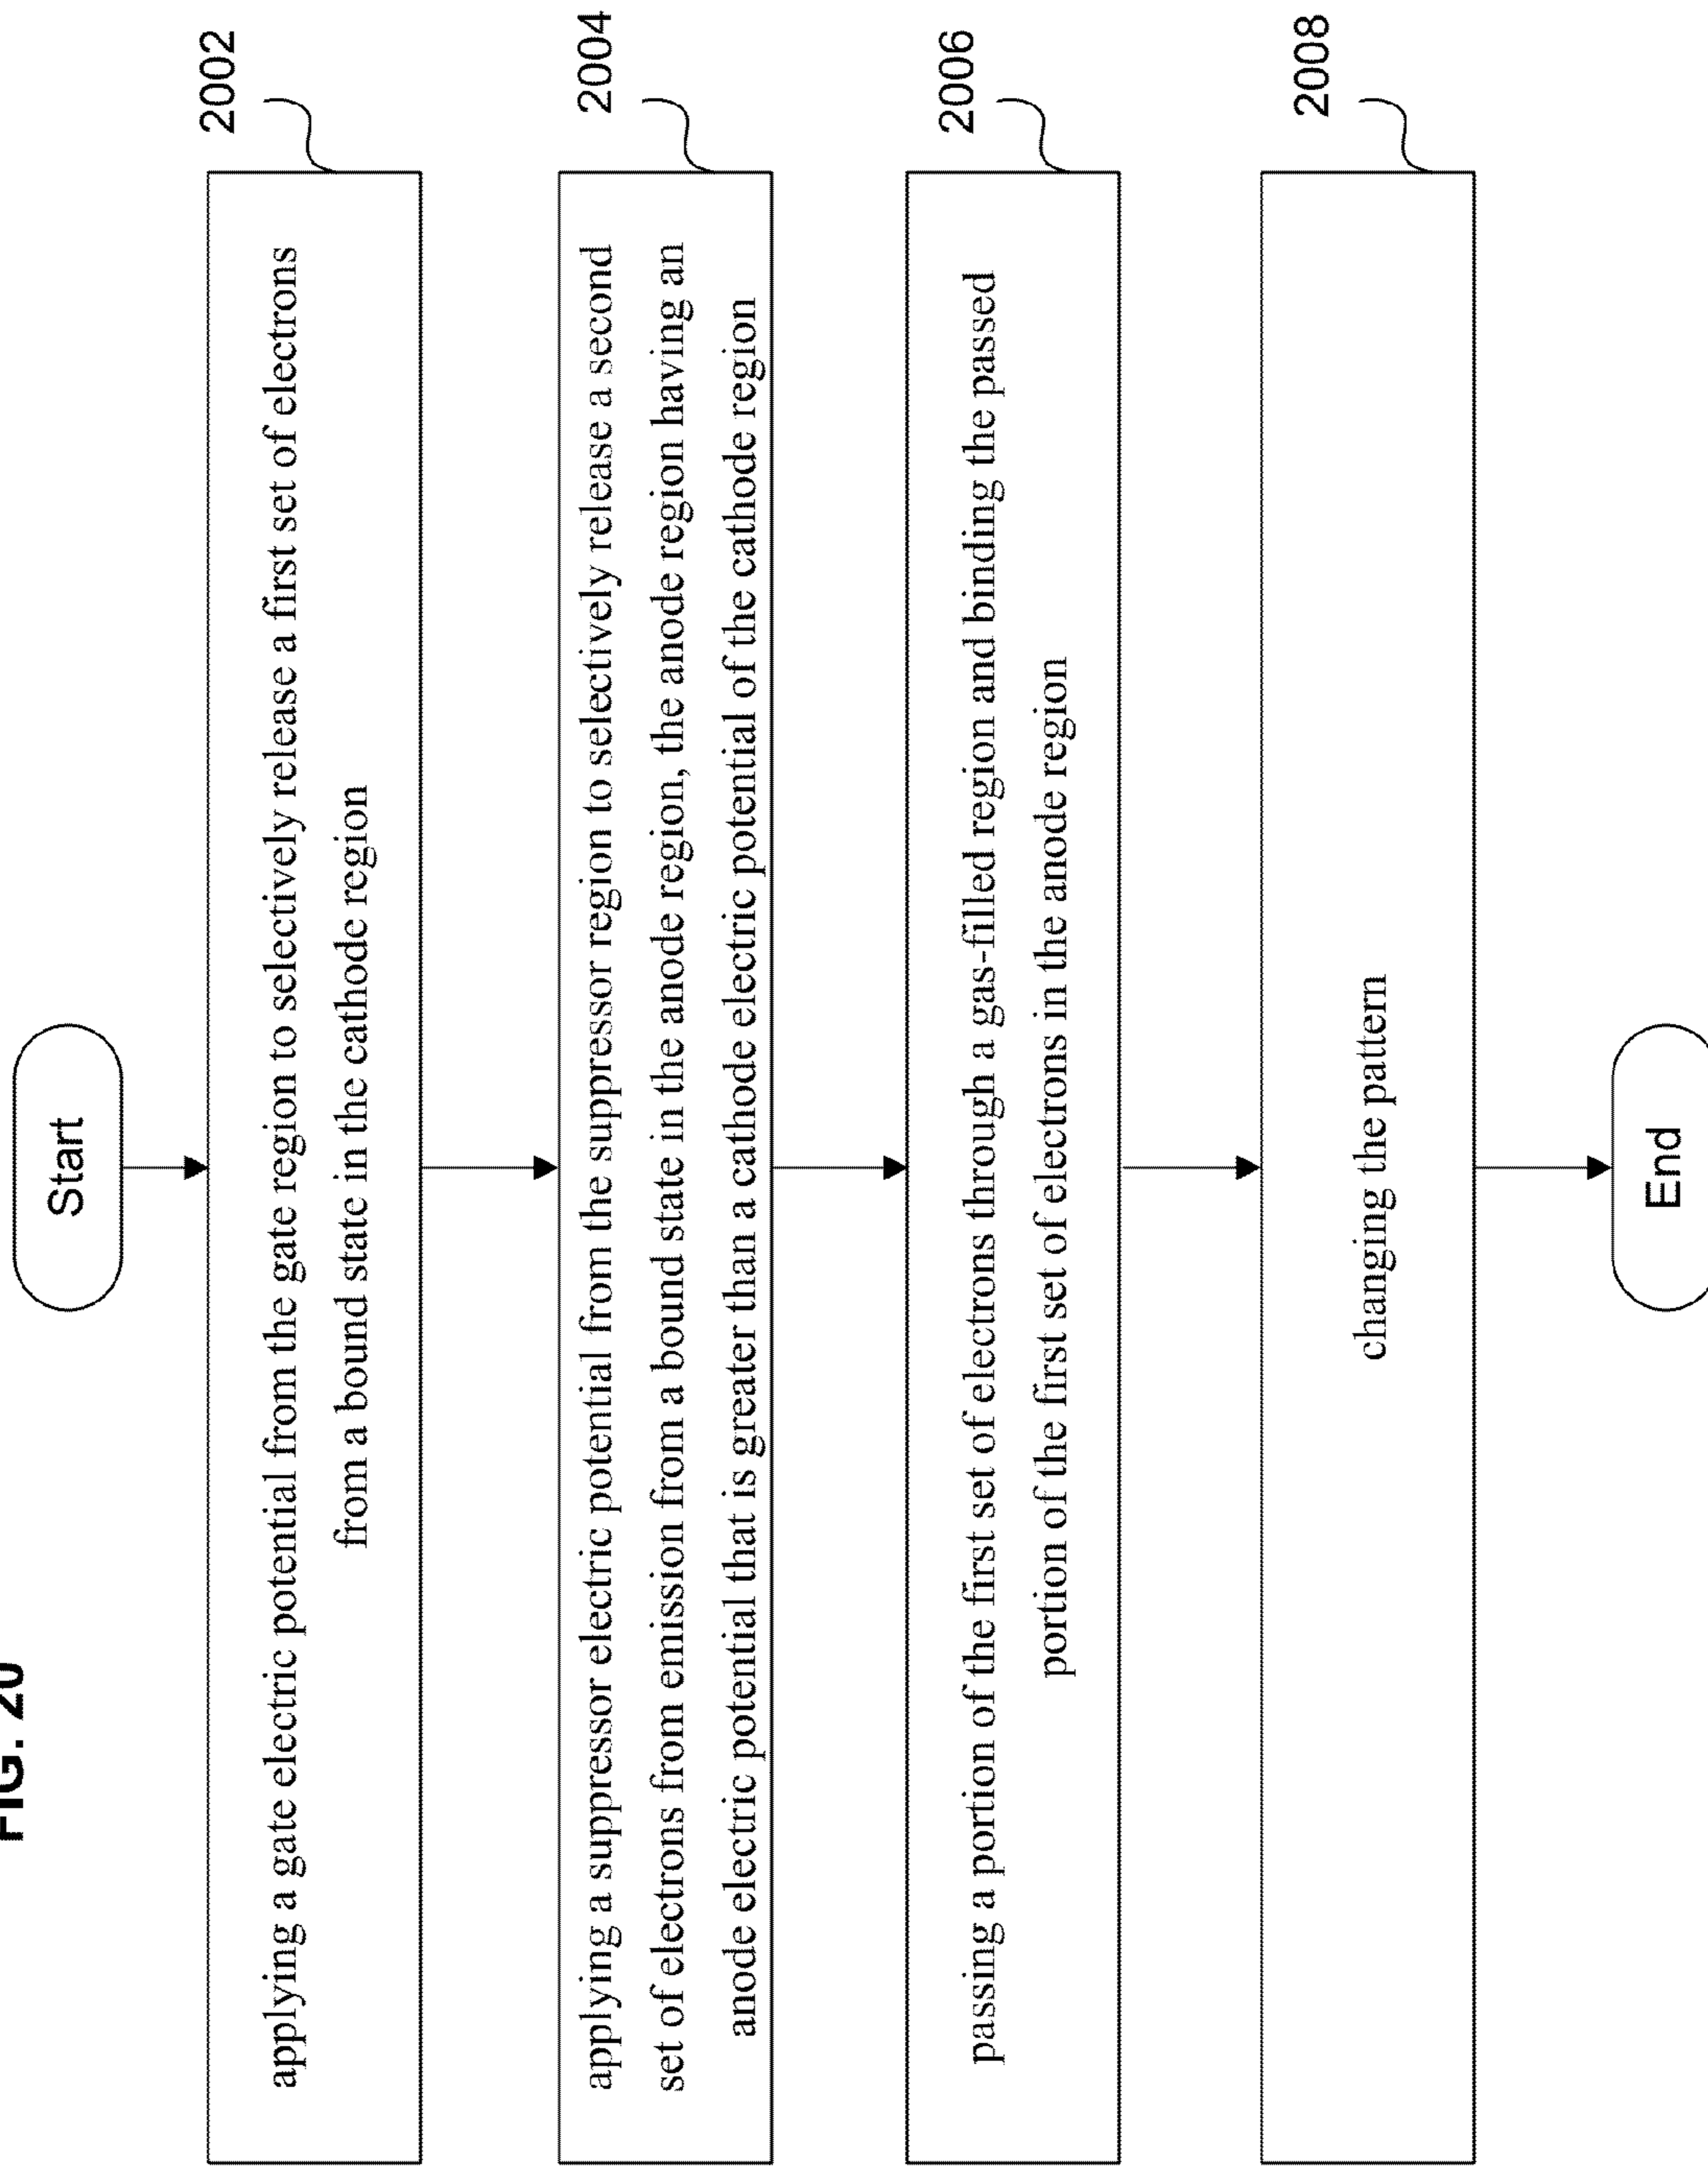 FIG. 20
Start
2002
applying a gate electric potential from the gate region to selectively release a first set of electrons
from a bound state in the cathode region
2004
applying a suppressor electric potential from the suppressor region to selectively release a second
set of electrons from emission from a bound state in the anode region, the anode region having an
anode electric potential that is greater than a cathode electric potential of the cathode region
2006
passing a portion of the first set of electrons through a gas-filled region and binding the passed
portion of the first set of electrons in the anode region
2008
changing the pattern
End